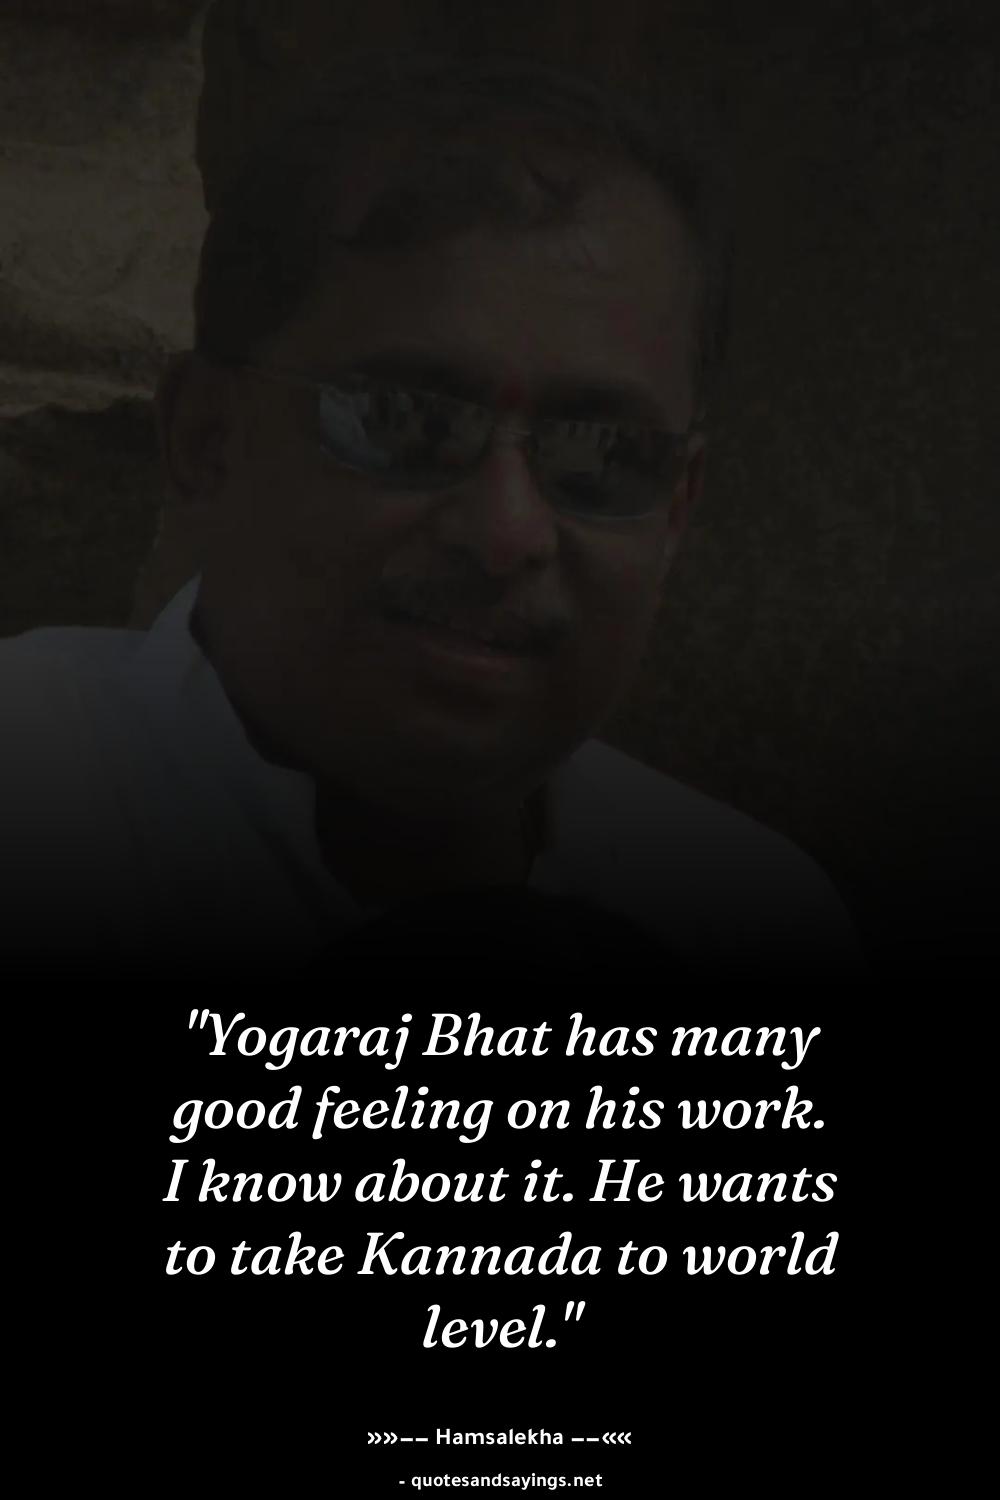 "Yogaraj Bhat has many
good feeling on his work.
I know about it. He wants
to take Kannada to world
level."
»»−− Hamsalekha −−««
- quotesandsayings.net